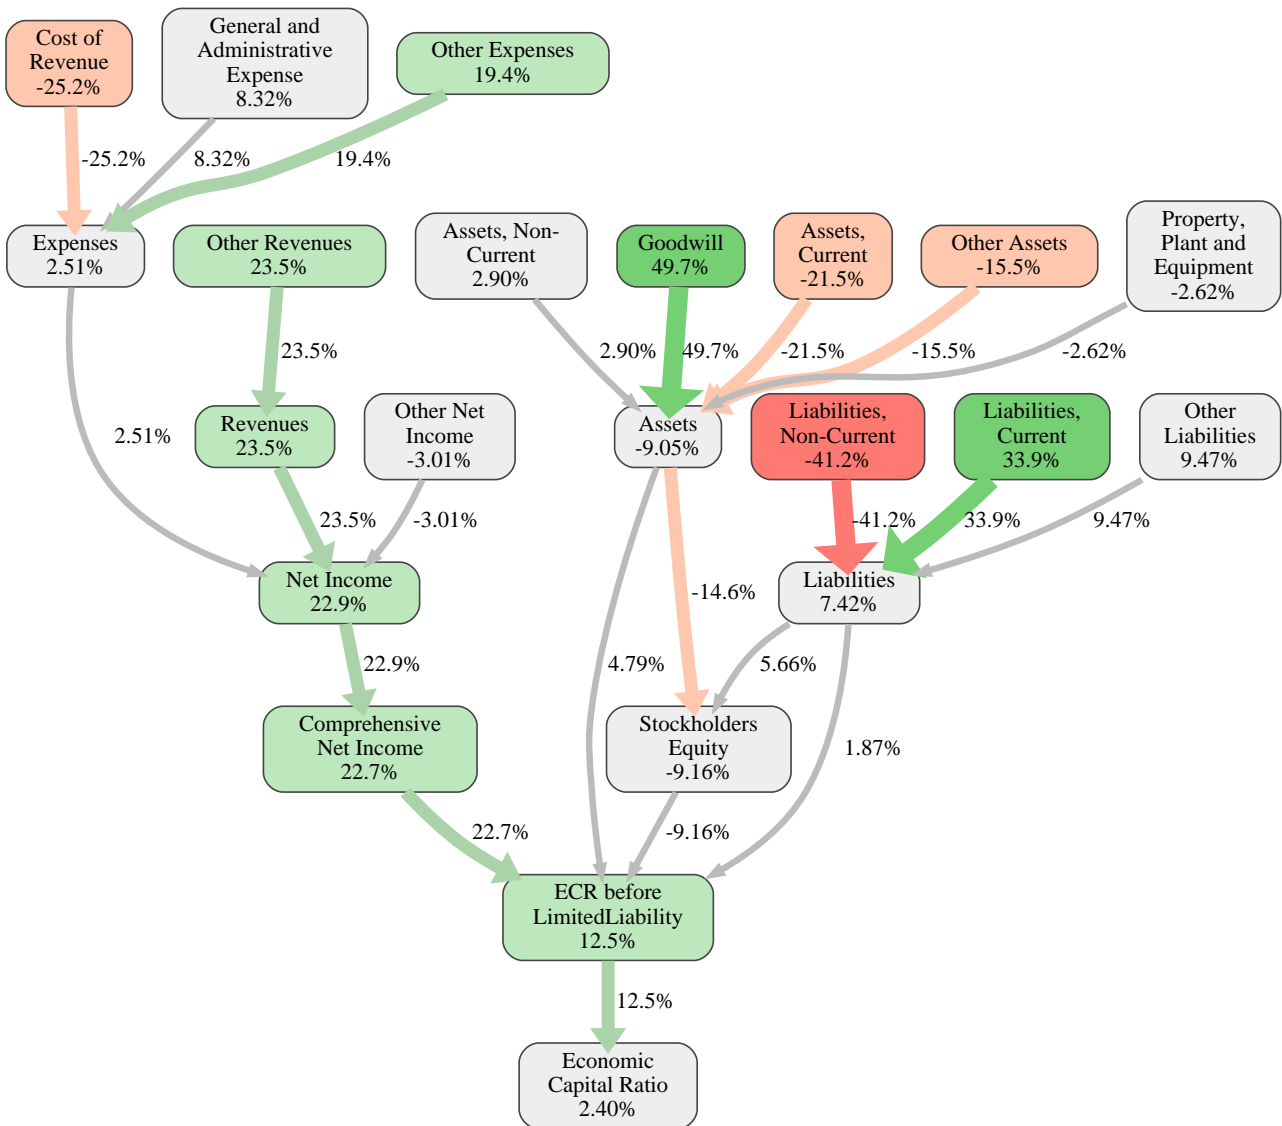 Cost of
Revenue
-25.2%
General and
Administrative
Expense
8.32%
Other Expenses
19.4%
-25.2%
8.32%
19.4%
Expenses
2.51%
Other Revenues
23.5%
Assets, Non-
Current
2.90%
Goodwill
49.7%
Assets,
Current
-21.5%
Other Assets
-15.5%
Property,
Plant and
Equipment
-2.62%
23.5%
2.90%
49.7%
-21.5%
-15.5%
-2.62%
2.51%
Revenues
23.5%
Other Net
Income
-3.01%
Assets
-9.05%
Liabilities,
Non-Current
-41.2%
Liabilities,
Current
33.9%
Other
Liabilities
9.47%
23.5%
-3.01%
-41.2%
33.9%
9.47%
Net Income
22.9%
-14.6%
Liabilities
7.42%
22.9%
4.79%
5.66%
Comprehensive
Net Income
22.7%
Stockholders
Equity
-9.16%
1.87%
22.7%
-9.16%
ECR before
LimitedLiability
12.5%
12.5%
Economic
Capital Ratio
2.40%